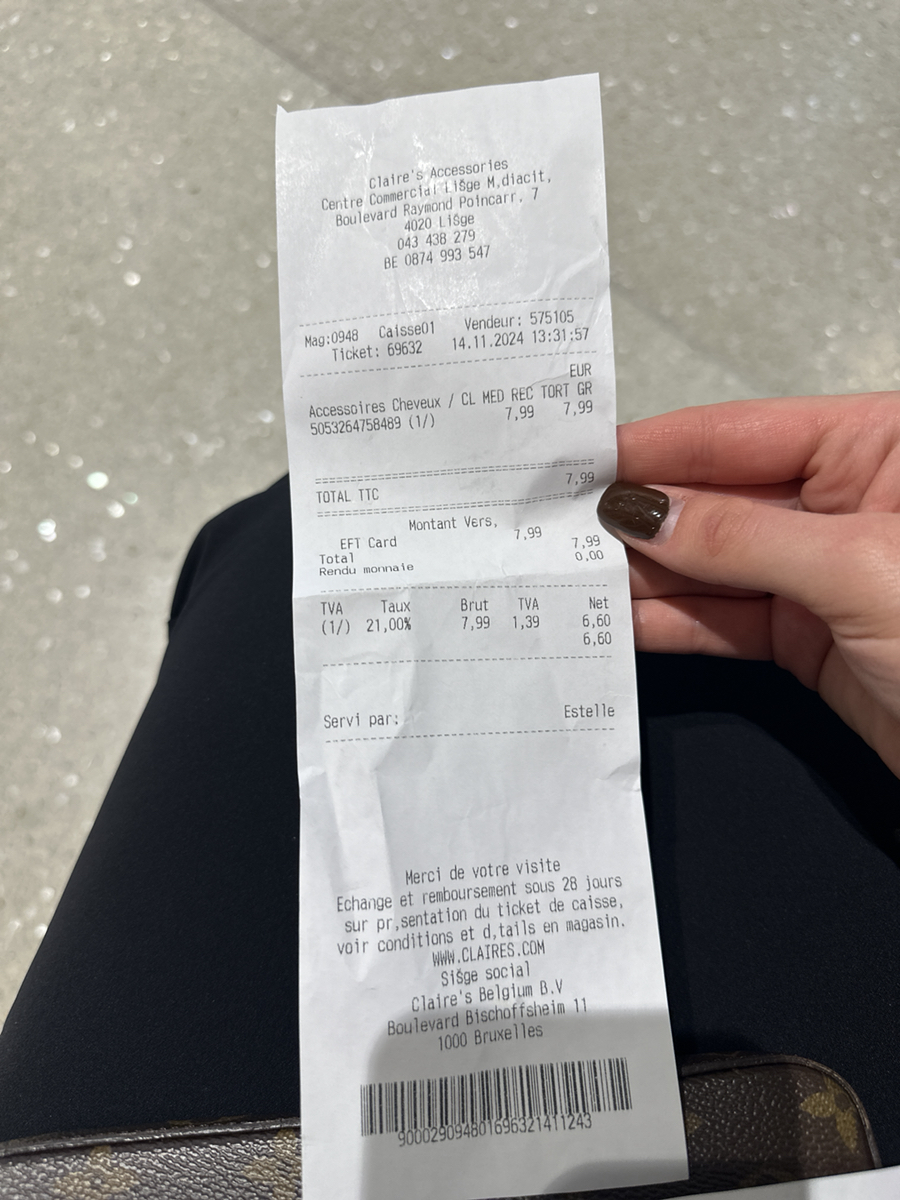 Claire's Accessories
Centre Commercial Li§ge M.diacit,
Boulevard Raymond Poincarr. 7
4020 Li§ge
043 438 279
BE 0874 993 547
Mag:0948 Caisse01 Vendeur: 575105
Ticket: 69632 14.11.2024 13:31:57
EUR
Accessoires Cheveux / CL MED REC TORT GR
5053264758489 (1/) 7,99 7,99
TOTAL TTC 7,99
Montant Vers,
EFT Card 7,99
Total 7,99
Rendu monnaie 0,00
TVA Taux Brut TVA Net
(1/) 21,00% 7,99 1,39 6,60
6,60
Servi par: Estelle
Merci de votre visite
Echange et remboursement sous 28 jours
sur pr,sentation du ticket de caisse,
voir conditions et d,tails en magasin.
WWW.CLAIRES.COM
Si§ge social
Claire's Belgium B.V
Boulevard Bischoffsheim 11
1000 Bruxelles
900029094801696321411243